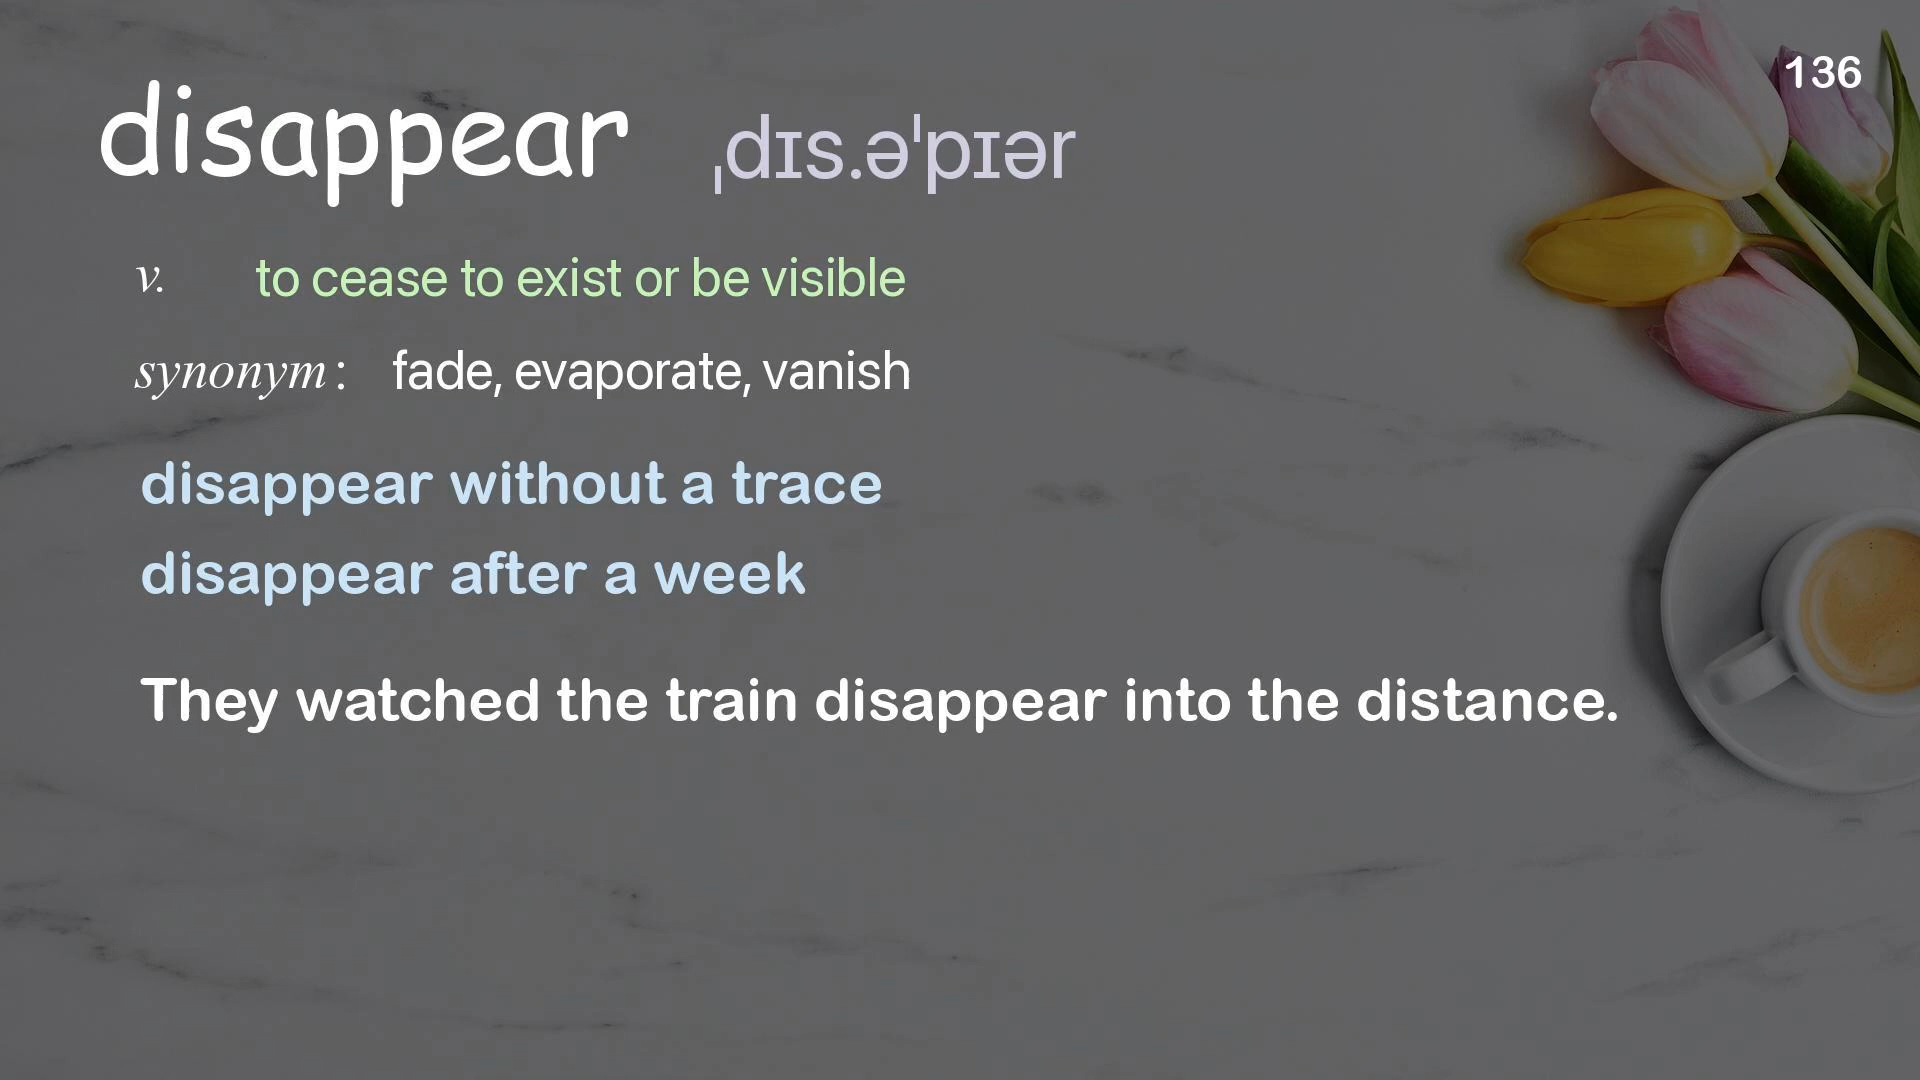 136
disappear ˌdɪs.əˈpɪər
v. to cease to exist or be visible
synonym : fade, evaporate, vanish
disappear without a trace
disappear after a week
They watched the train disappear into the distance.